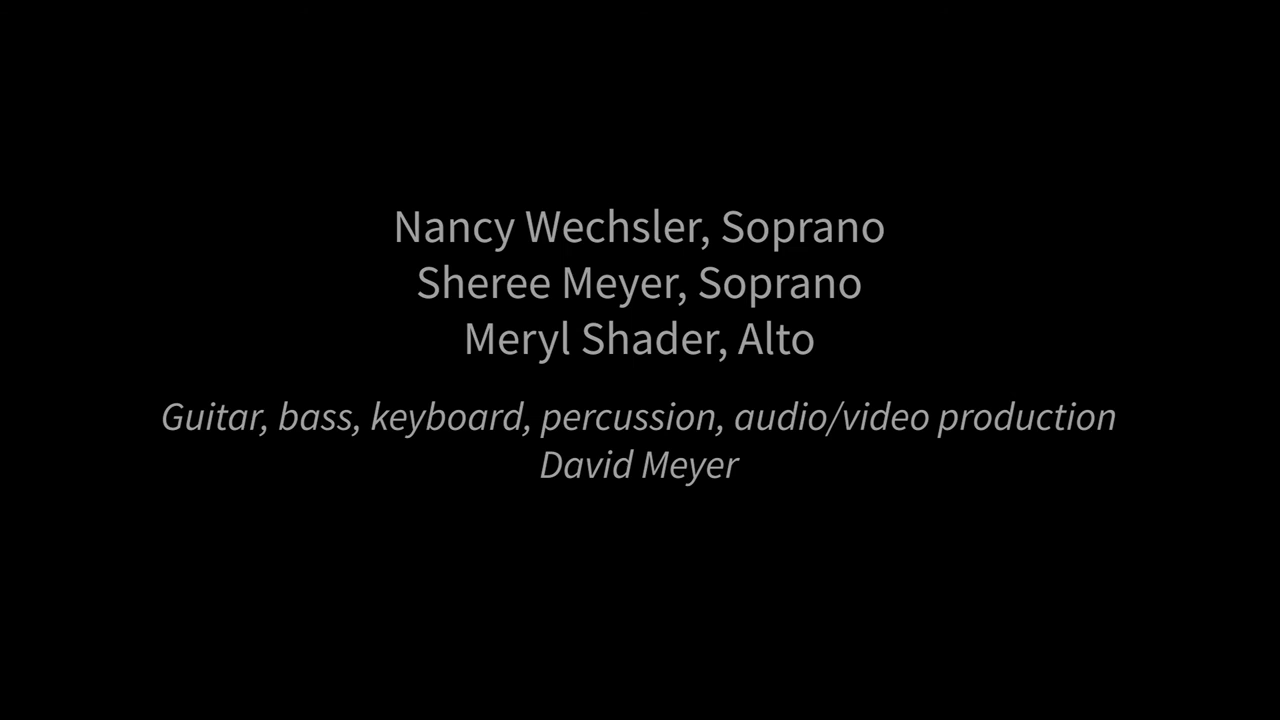 Nancy Wechsler, Soprano
Sheree Meyer, Soprano
Meryl Shader, Alto
Guitar, bass, keyboard, percussion, audio/video production
David Meyer